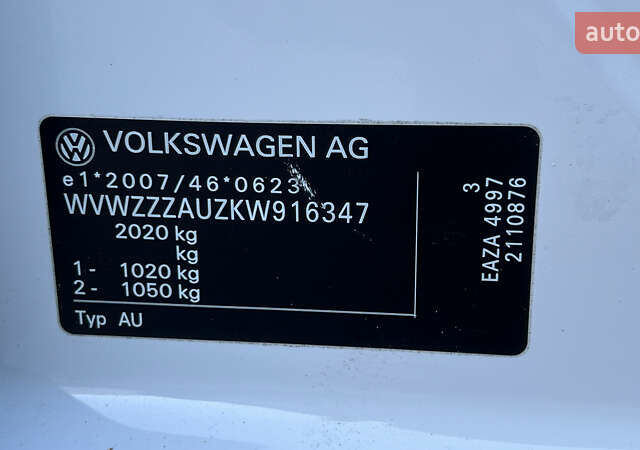 auto
VOLKSWAGEN AG
e1*2007/46*0623
WVWZZZAUZKW916347
2020 kg
kg
1 - 1020 kg
2 - 1050 kg
Typ AU
3
EAZA 4997
2110876